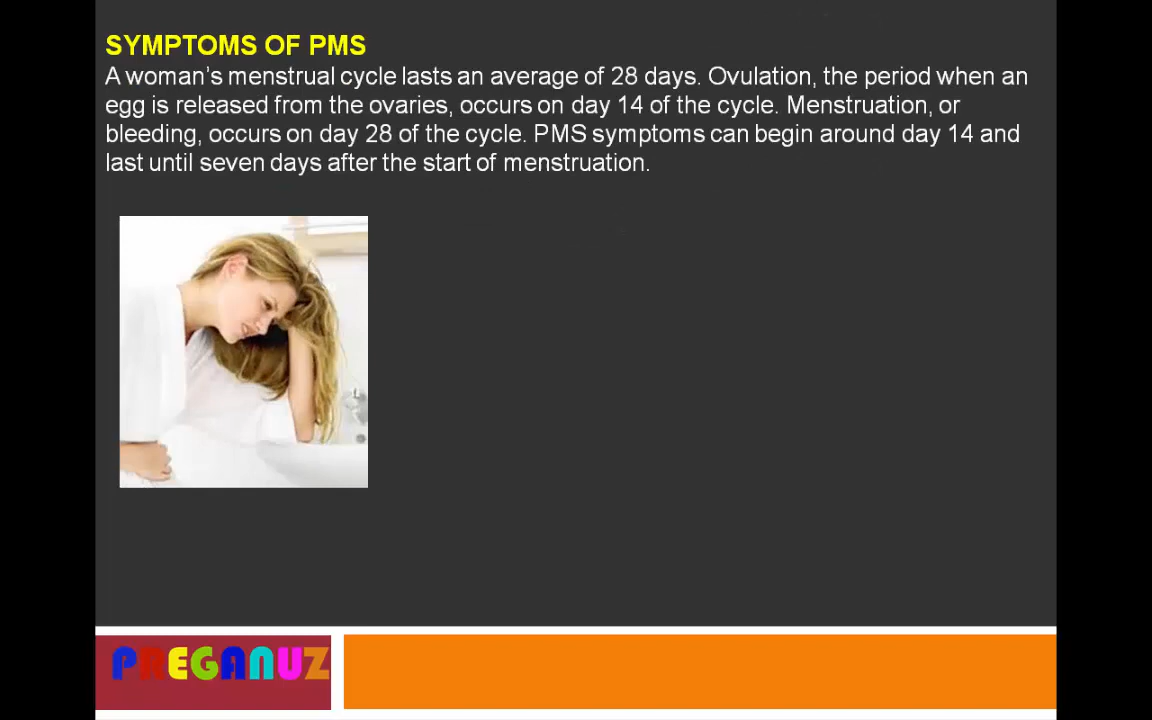 SYMPTOMS OF PMS
A woman’s menstrual cycle lasts an average of 28 days. Ovulation, the period when an
egg is released from the ovaries, occurs on day 14 of the cycle. Menstruation, or
bleeding, occurs on day 28 of the cycle. PMS symptoms can begin around day 14 and
last until seven days after the start of menstruation.
PREGANUZ